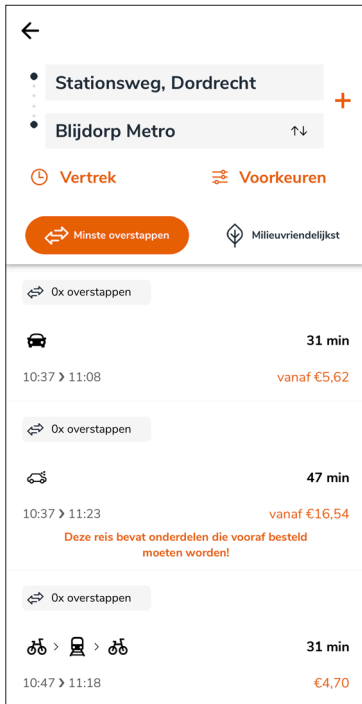 Stationsweg, Dordrecht
+
Blijdorp Metro
Vertrek
Voorkeuren
Minste overstappen
Milieuvriendelijkst
0x overstappen
31 min
10:37 › 11:08
vanaf €5,62
0x overstappen
47 min
10:37 › 11:23
vanaf €16,54
Deze reis bevat onderdelen die vooraf besteld
moeten worden!
0x overstappen
31 min
10:47 › 11:18
€4,70